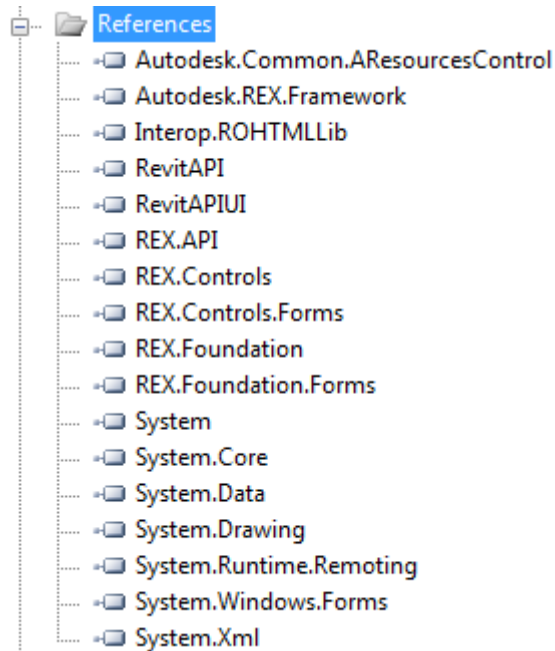 References
Autodesk.Common.AResourcesControl
Autodesk.REX.Framework
Interop.ROHTMLLib
RevitAPI
RevitAPIUI
REX.API
REX.Controls
REX.Controls.Forms
REX.Foundation
REX.Foundation.Forms
System
System.Core
System.Data
System.Drawing
System.Runtime.Remoting
System.Windows.Forms
System.Xml